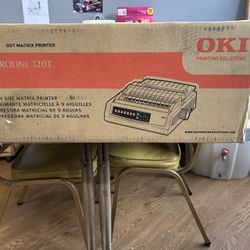 DOT MATRIX PRINTER
OKI
PRINTING SOLUTIONS
ROLINE 320T
DOT MATRIX PRINTER
IMPRIMANTE MATRICIELLE À 9 AIGUILLES
IMPRESORA MATRICIAL DE 9 AGUJAS
IMPRESSORA MATRICIAL DE 9 AGULHAS